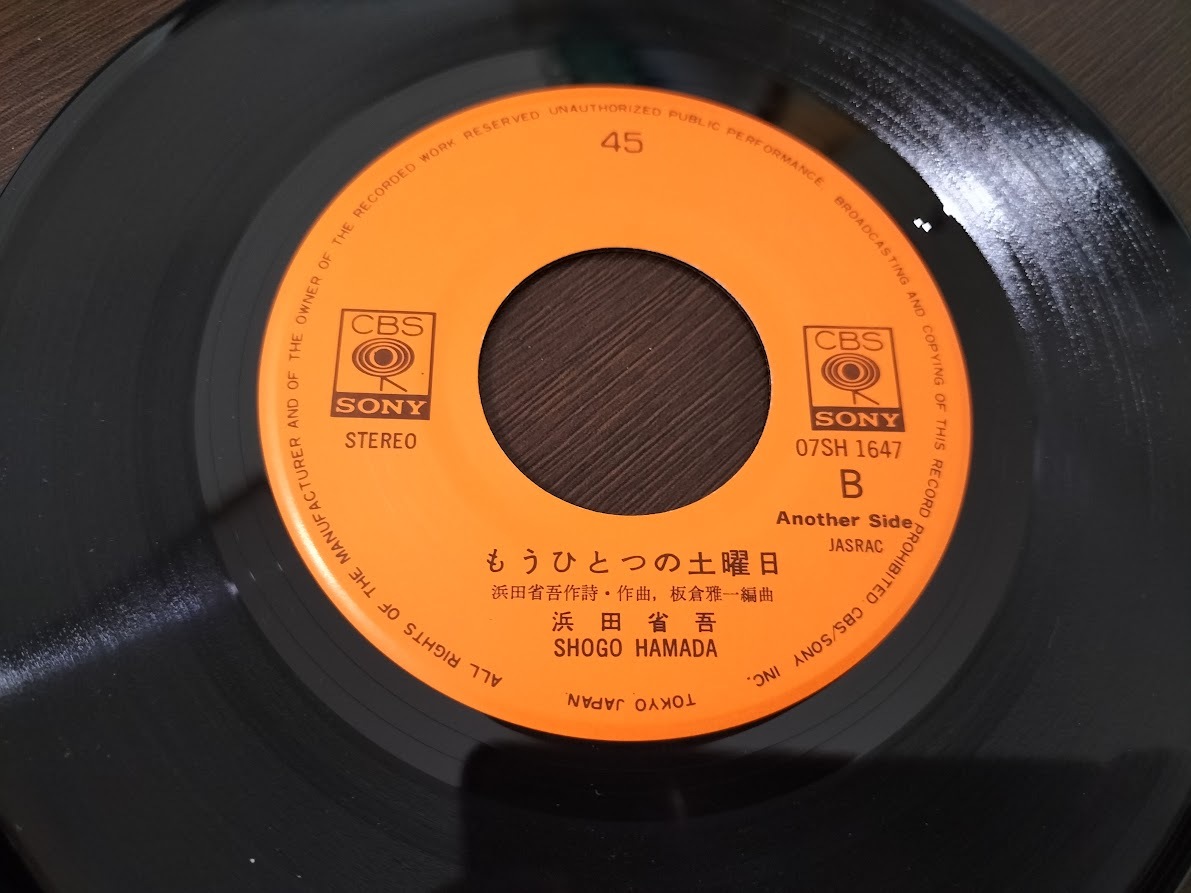 45
ALL RIGHTS OF THE MANUFACTURER AND OF THE OWNER OF THE RECORDED WORK RESERVED UNAUTHORIZED PUBLIC PERFORMANCE. BROADCASTING AND COPYING OF THIS RECORD PROHIBITED. CBS/SONY INC.
TOKYO JAPAN
CBS
SONY
STEREO
CBS
SONY
07SH 1647
B
Another Side
JASRAC
もうひとつの土曜日
浜田省吾作詩・作曲, 板倉雅一編曲
浜田省吾
SHOGO HAMADA